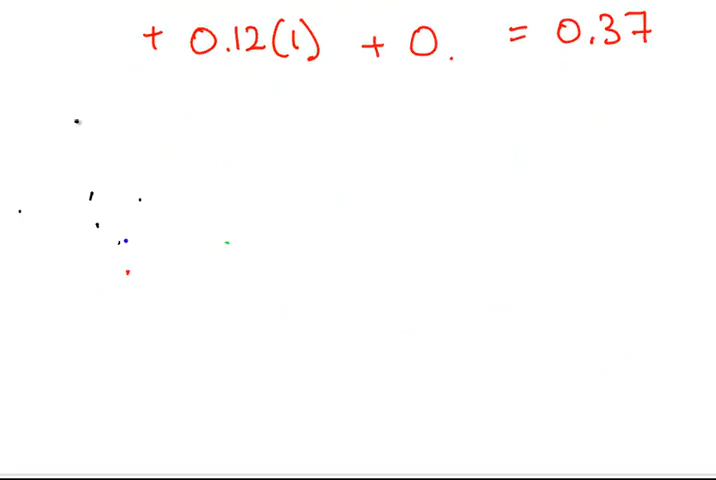 + 0.12(1) + 0. = 0.37